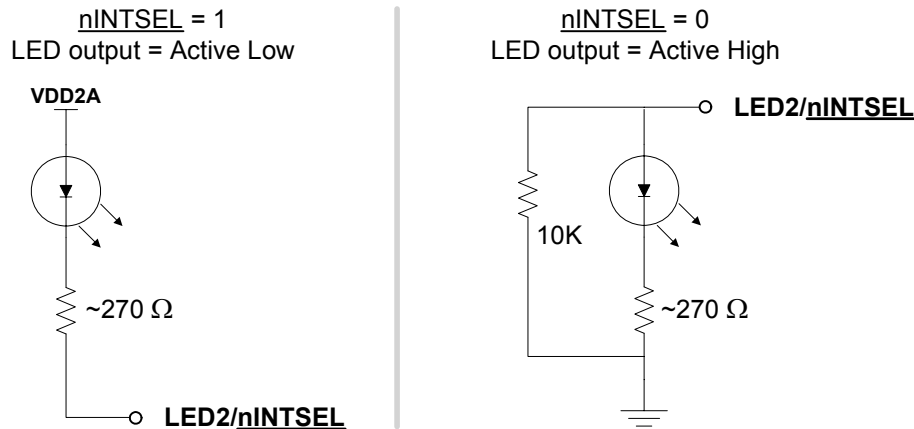 nINTSEL = 1
LED output = Active Low
VDD2A
~270 Ω
LED2/nINTSEL
nINTSEL = 0
LED output = Active High
LED2/nINTSEL
10K
~270 Ω